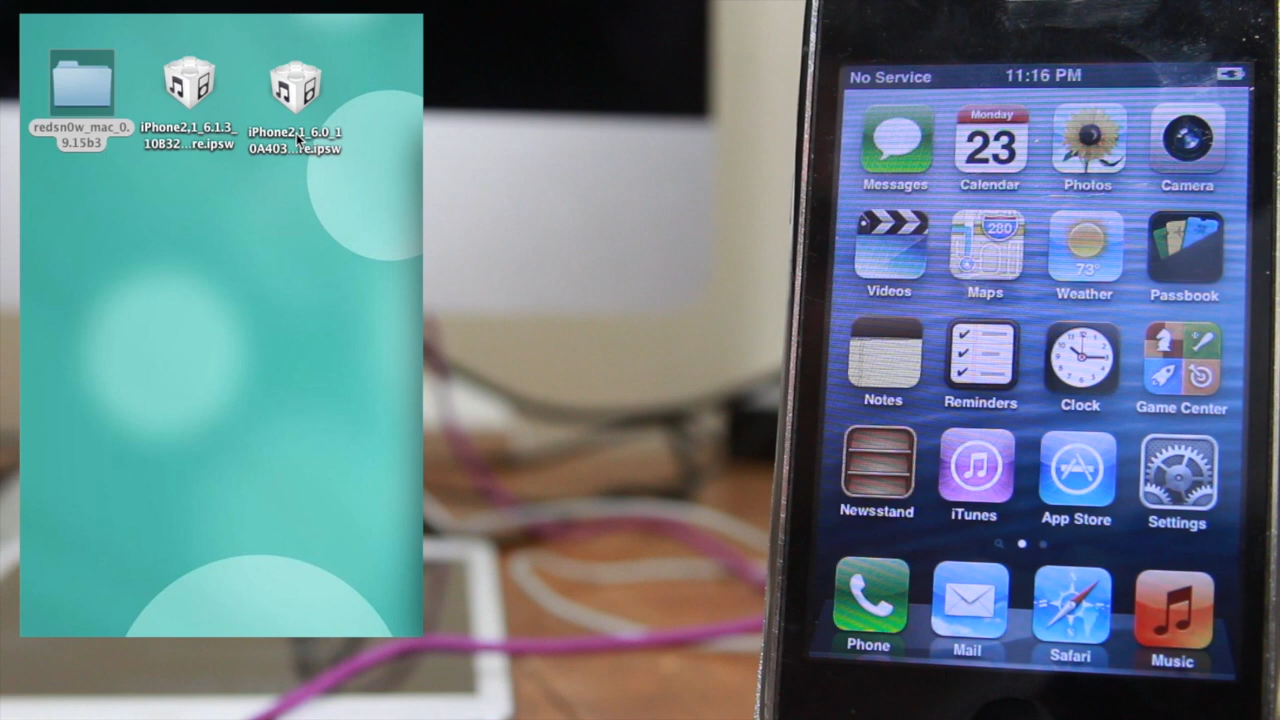 redsn0w_mac_0.
9.15b3
iPhone2,1_6.1.3_
10B32...re.ipsw
iPhone2,1_6.0_1
0A403...re.ipsw
No Service
11:16 PM
Messages
Monday
23
Calendar
Photos
Camera
Videos
280
Maps
73°
Weather
Passbook
Notes
Reminders
Clock
Game Center
Newsstand
iTunes
App Store
Settings
Phone
Mail
Safari
Music